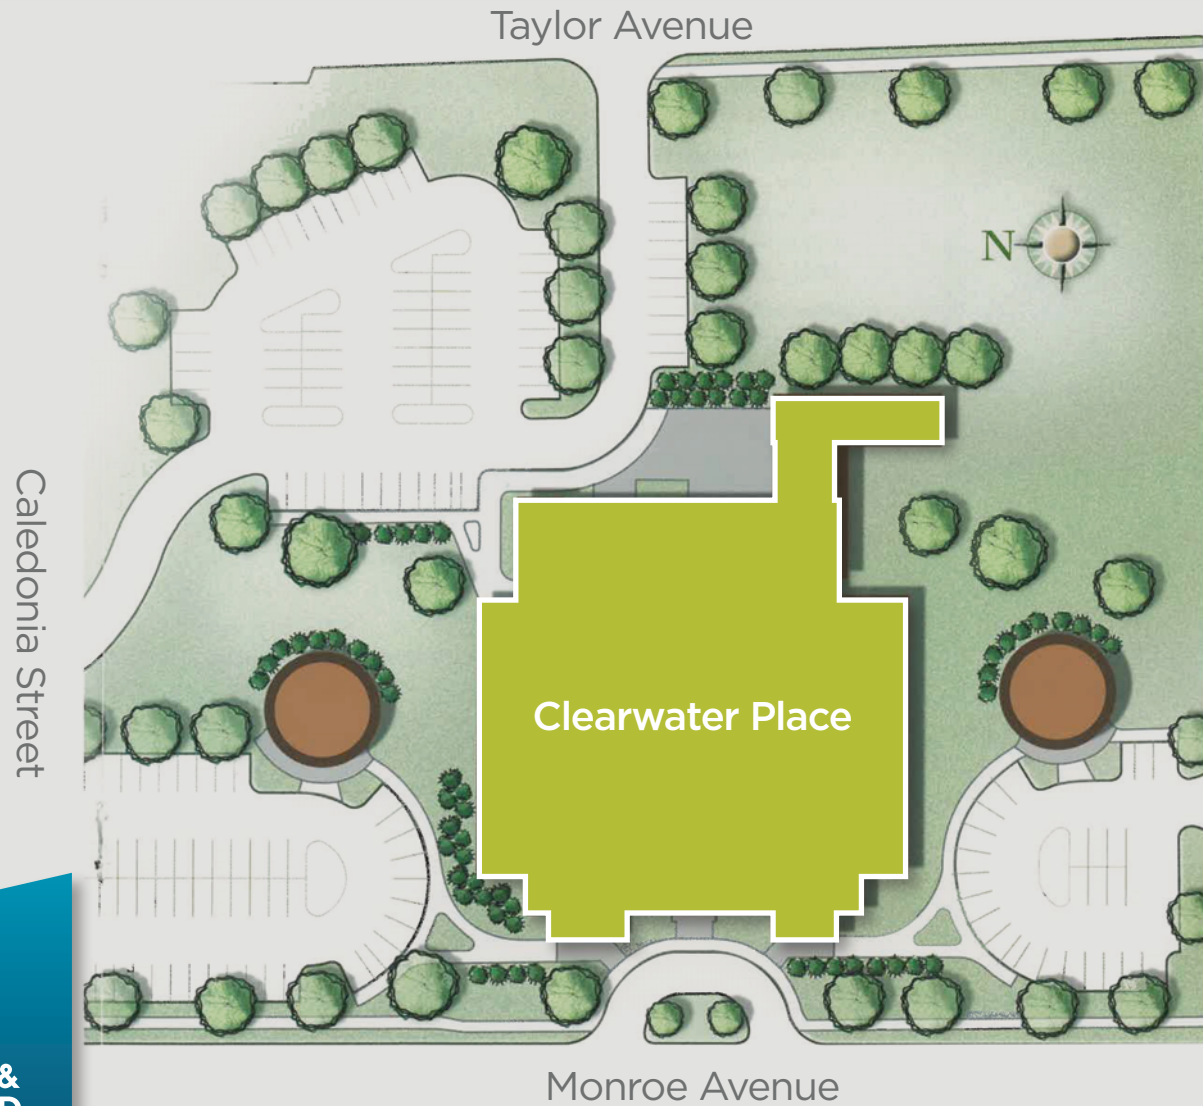 Taylor Avenue
N
Caledonia Street
Clearwater Place
&
Monroe Avenue